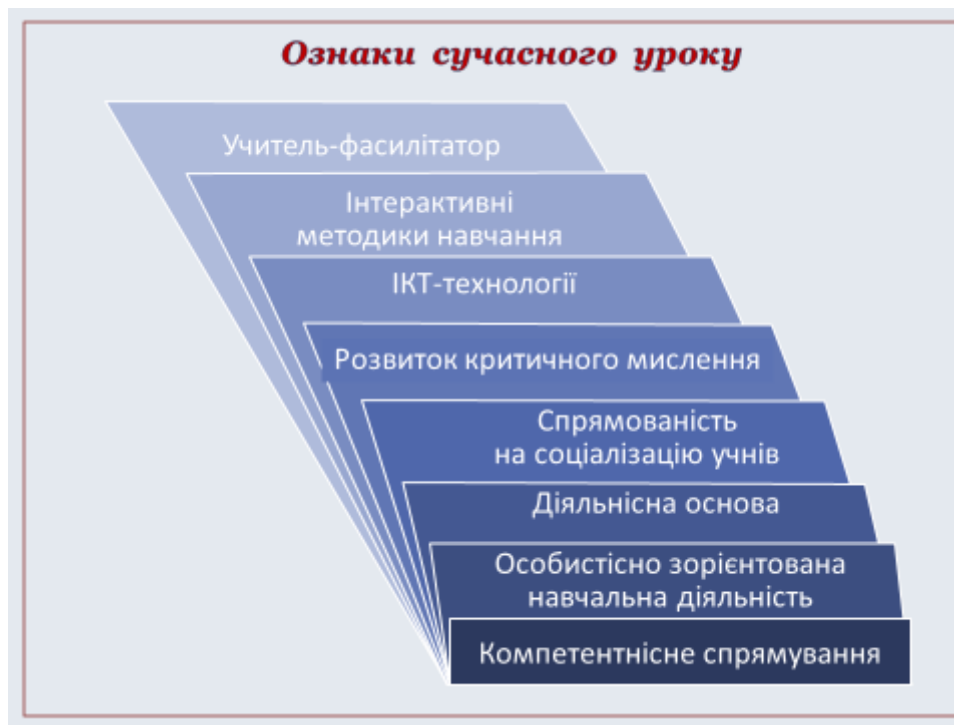 Ознаки сучасного уроку
Учитель-фасилітатор
Інтерактивні
методики навчання
ІКТ-технології
Розвиток критичного мислення
Спрямованість
на соціалізацію учнів
Діяльнісна основа
Особистісно зорієнтована
навчальна діяльність
Компетентнісне спрямування